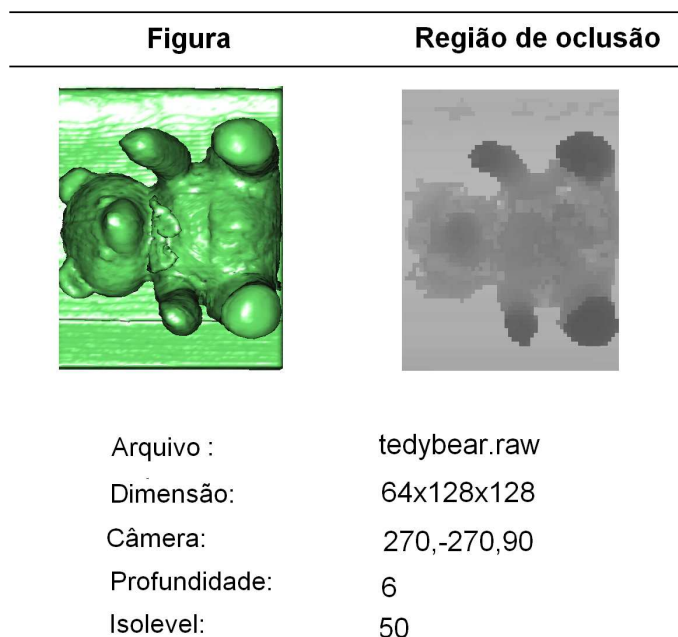 Figura Região de oclusão
Arquivo : tedybear.raw
Dimensão: 64x128x128
Câmera: 270,-270,90
Profundidade: 6
Isolevel: 50